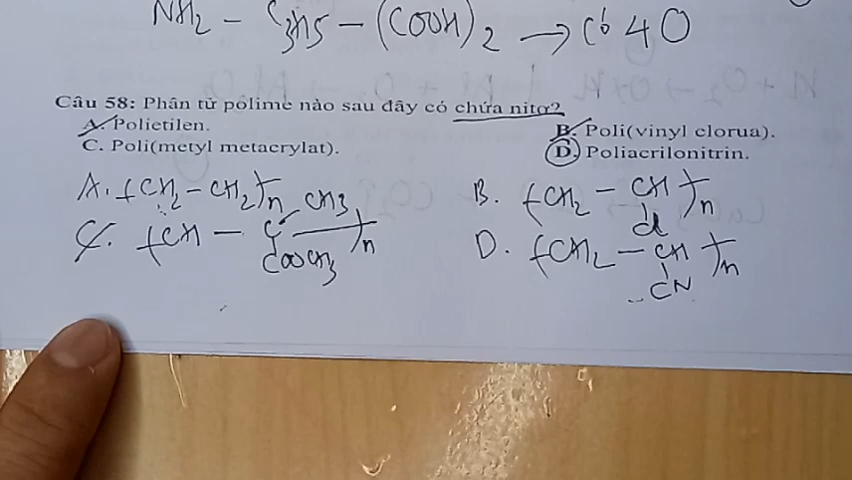 NH2 - C3H5 - (COOH)2 → có 4 O
Câu 58: Phân tử polime nào sau đây có chứa nitơ?
A. Polietilen. B. Poli(vinyl clorua).
C. Poli(metyl metacrylat). D. Poliacrilonitrin.
A. (CH2 - CH2)n
B. (CH2 - CH)n
Cl
CH3
C. (CH - C)n
COOCH3
D. (CH2 - CH)n
CN